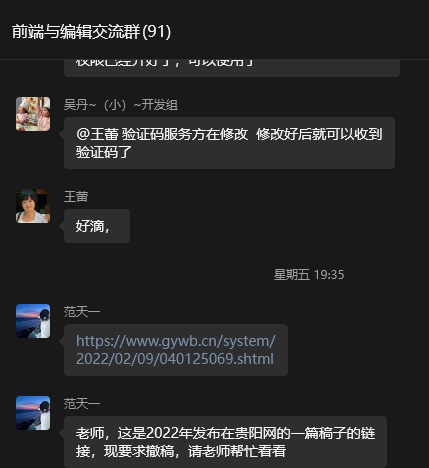 前端与编辑交流群(91)
权限已经开好了，可以使用了
吴丹~（小）~开发组
@王蕾 验证码服务方在修改  修改好后就可以收到
验证码了
王苗
好滴，
星期五 19:35
范天一
https://www.gywb.cn/system/
2022/02/09/040125069.shtml
范天一
老师，这是2022年发布在贵阳网的一篇稿子的链
接，现要求撤稿，请老师帮忙看看